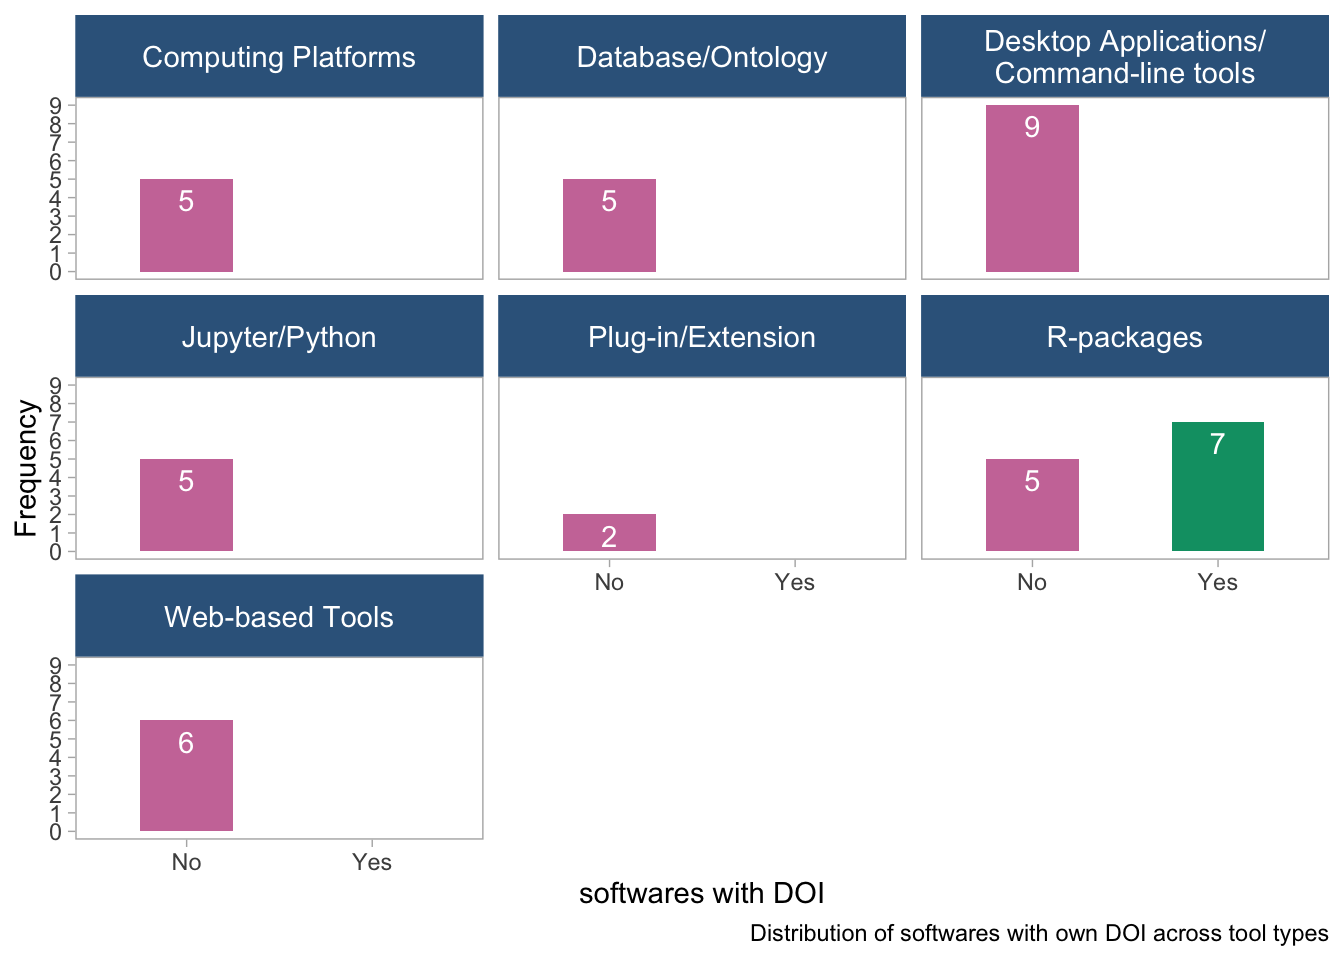 Computing Platforms
Database/Ontology
Desktop Applications/
Command-line tools
9
8
7
6
5
4
3
2
1
0
5
5
9
Jupyter/Python
Plug-in/Extension
R-packages
9
8
7
6
5
4
3
2
1
0
5
2
5
7
No
Yes
No
Yes
Web-based Tools
9
8
7
6
5
4
3
2
1
0
6
No
Yes
Frequency
softwares with DOI
Distribution of softwares with own DOI across tool types